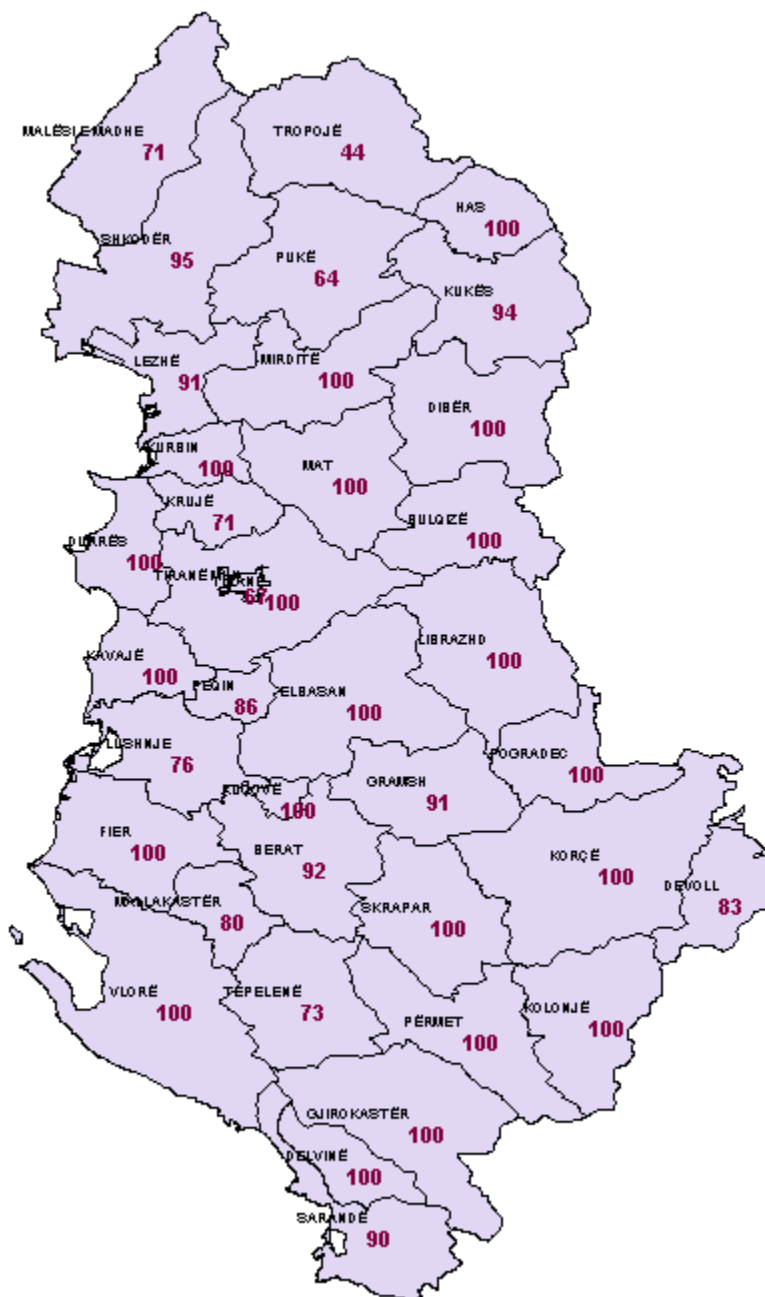 MALËSI E MADHE
71
TROPOJË
44
HAS
100
SHKODËR
95
PUKË
64
KUKËS
94
LEZHË
91
MIRDITË
100
DIBËR
100
KURBIN
100
MAT
100
KRUJË
71
BULQIZË
100
DURRËS
100
TIRANË
67
100
LIBRAZHD
100
KAVAJË
100
PEQIN
86
ELBASAN
100
LUSHNJE
76
POGRADEC
100
KUÇOVË
100
GRAMSH
91
FIER
100
BERAT
92
KORÇË
100
DEVOLL
83
MALLAKASTËR
80
SKRAPAR
100
VLORË
100
TEPELENË
73
PËRMET
100
KOLONJË
100
GJIROKASTËR
100
DELVINË
100
SARANDË
90